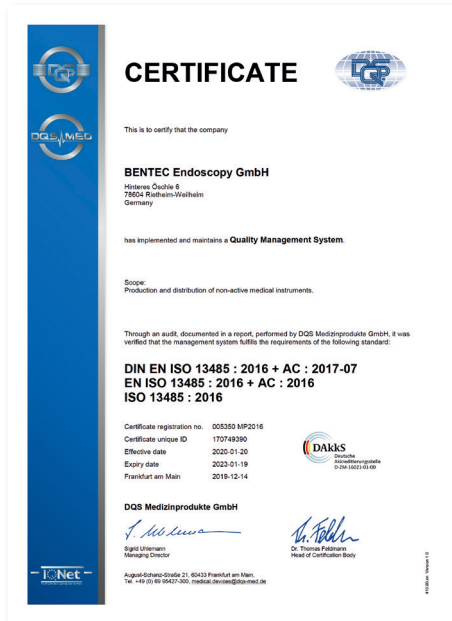 DQS
CERTIFICATE
DQS
DQS MED
This is to certify that the company
BENTEC Endoscopy GmbH
Hinteres Öschle 6
78604 Rietheim-Weilheim
Germany
has implemented and maintains a Quality Management System.
Scope:
Production and distribution of non-active medical instruments.
Through an audit, documented in a report, performed by DQS Medizinprodukte GmbH, it was
verified that the management system fulfills the requirements of the following standard:
DIN EN ISO 13485 : 2016 + AC : 2017-07
EN ISO 13485 : 2016 + AC : 2016
ISO 13485 : 2016
Certificate registration no. 005350 MP2016
Certificate unique ID 170749390
Effective date 2020-01-20
Expiry date 2023-01-19
Frankfurt am Main 2019-12-14
DAkkS
Deutsche
Akkreditierungsstelle
D-ZM-16021-01-00
DQS Medizinprodukte GmbH
Sigrid Uhlemann
Managing Director
Dr. Thomas Feldmann
Head of Certification Body
IQNet
August-Schanz-Straße 21, 60433 Frankfurt am Main,
Tel. +49 (0) 69 95427-300, medical.devices@dqs-med.de